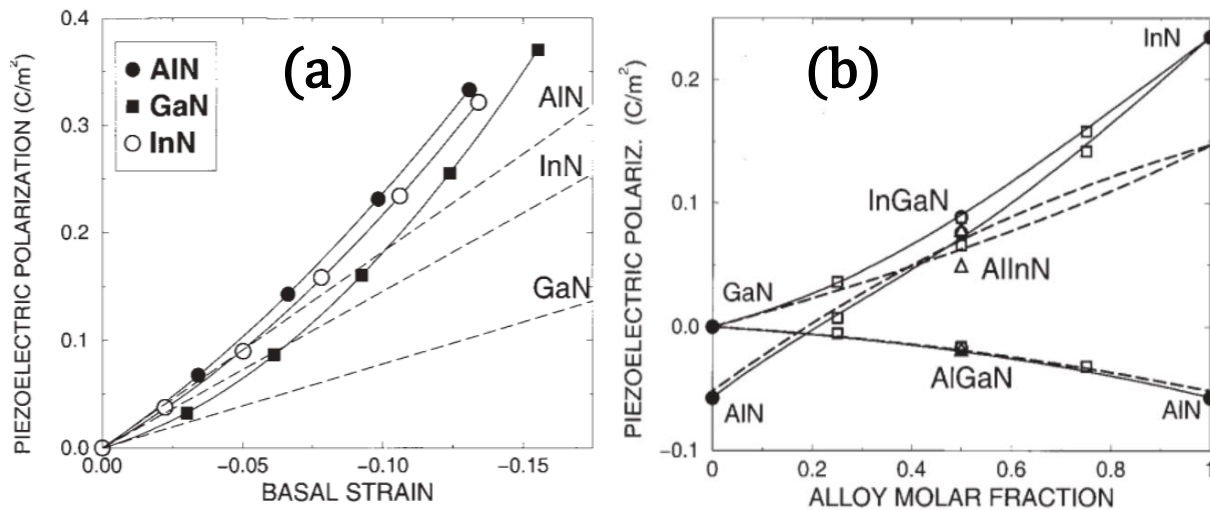 (a)
AlN
GaN
InN
AlN
InN
GaN
0.4
0.3
0.2
0.1
0.0
0.00
−0.05
−0.10
−0.15
PIEZOELECTRIC POLARIZATION (C/m²)
BASAL STRAIN
(b)
InN
InGaN
AlInN
GaN
AlGaN
AlN
AlN
0.2
0.1
0.0
−0.1
0
0.2
0.4
0.6
0.8
1
PIEZOELECTRIC POLARIZ. (C/m²)
ALLOY MOLAR FRACTION